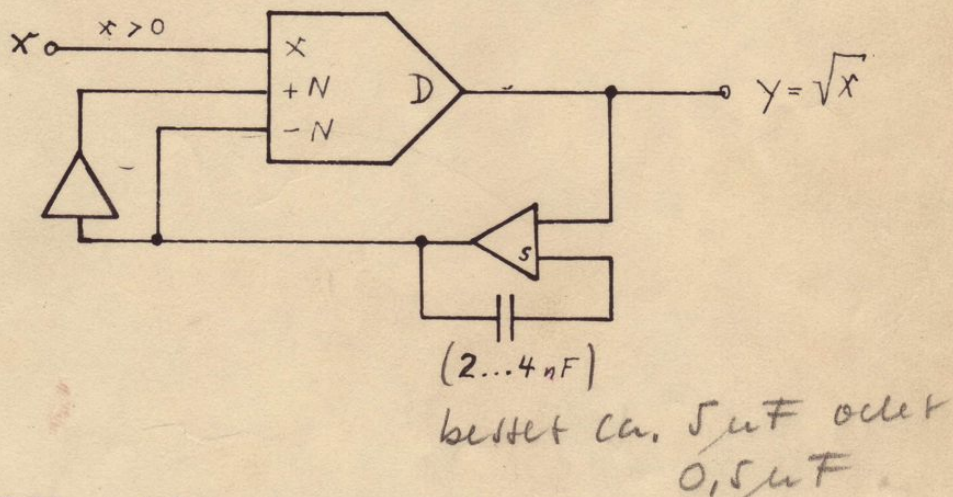 x x > 0
x
+ N
- N
D
y = √x
s
(2...4 nF)
besser ca. 5 µF oder
0,5 µF